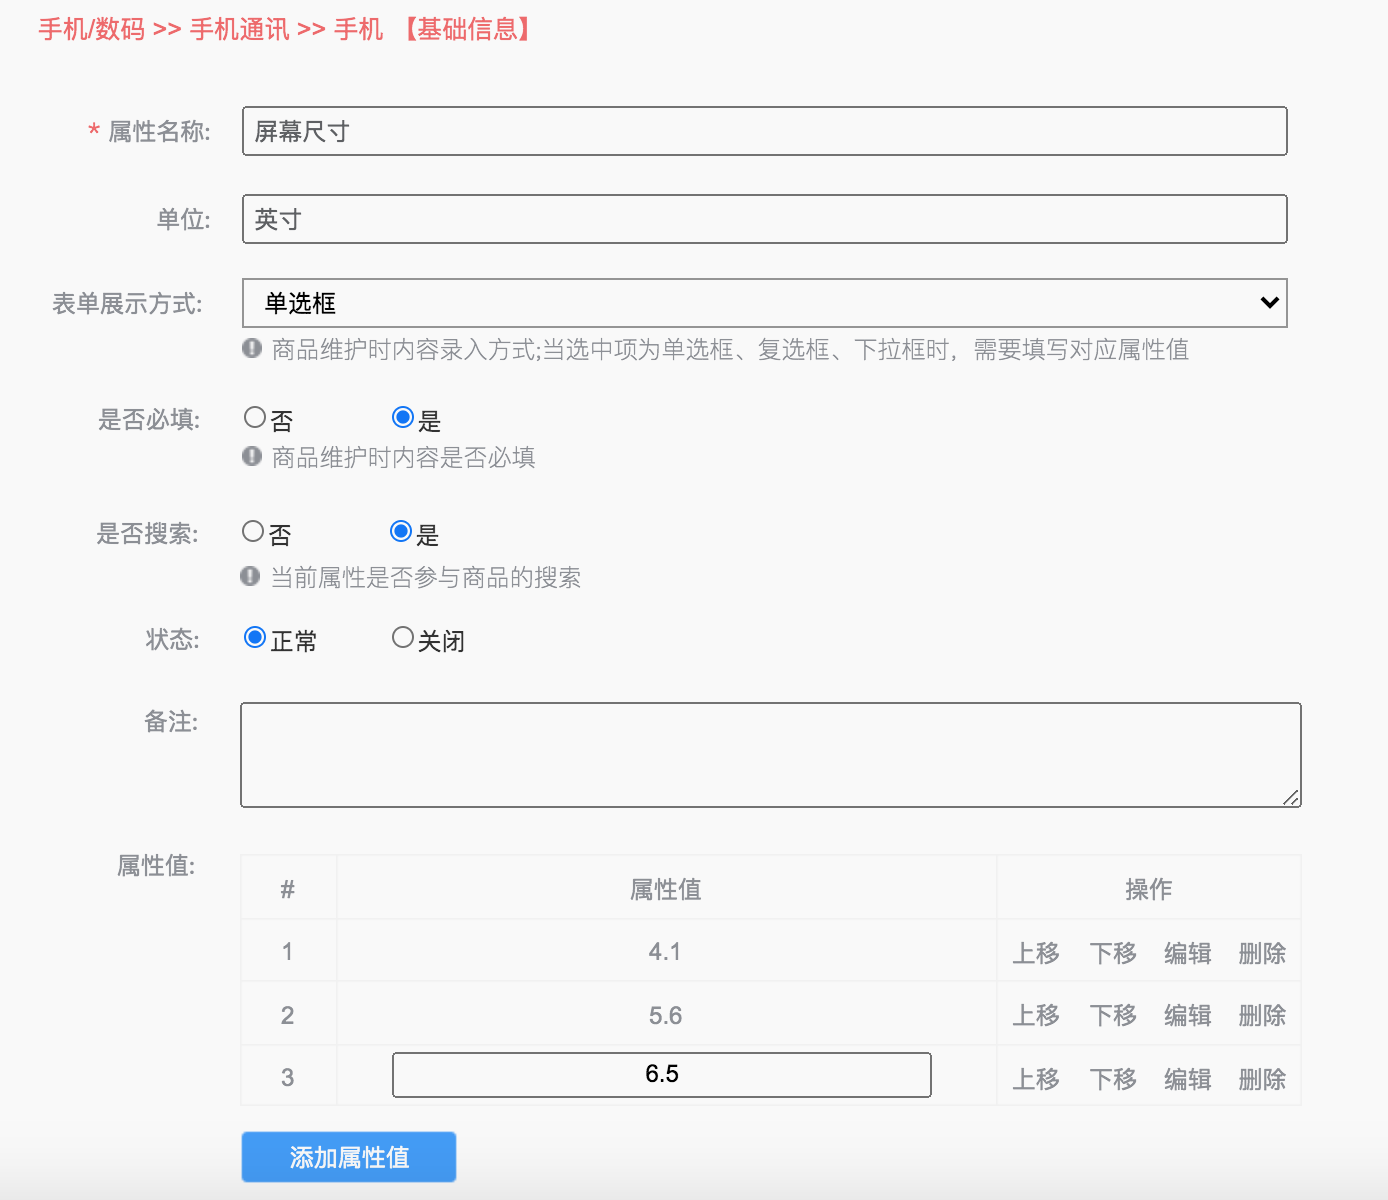 手机/数码 >> 手机通讯 >> 手机 【基础信息】
* 属性名称: 屏幕尺寸
单位: 英寸
表单展示方式: 单选框
商品维护时内容录入方式;当选中项为单选框、复选框、下拉框时，需要填写对应属性值
是否必填: 否 是
商品维护时内容是否必填
是否搜索: 否 是
当前属性是否参与商品的搜索
状态: 正常 关闭
备注:
属性值:
# 属性值 操作
1 4.1 上移 下移 编辑 删除
2 5.6 上移 下移 编辑 删除
3 6.5 上移 下移 编辑 删除
添加属性值